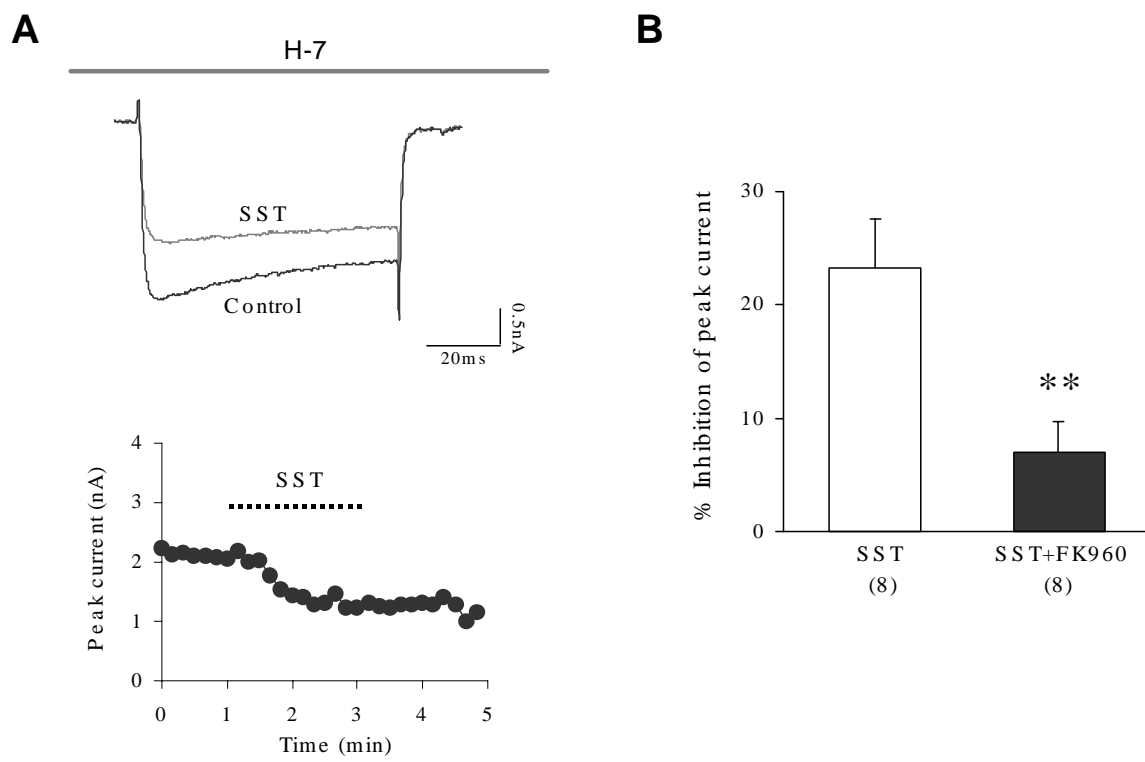 A
H-7
SST
Control
0.5nA
20ms
Peak current (nA)
4
3
2
1
0
SST
0 1 2 3 4 5
Time (min)
B
% Inhibition of peak current
30
20
10
0
**
SST SST+FK960
(8) (8)